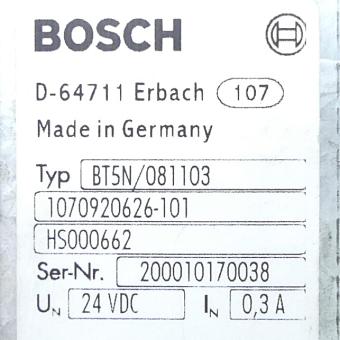 BOSCH
D-64711 Erbach 107
Made in Germany
Typ BT5N/081103
1070920626-101
HS000662
Ser-Nr. 200010170038
UN 24 VDC IN 0,3 A